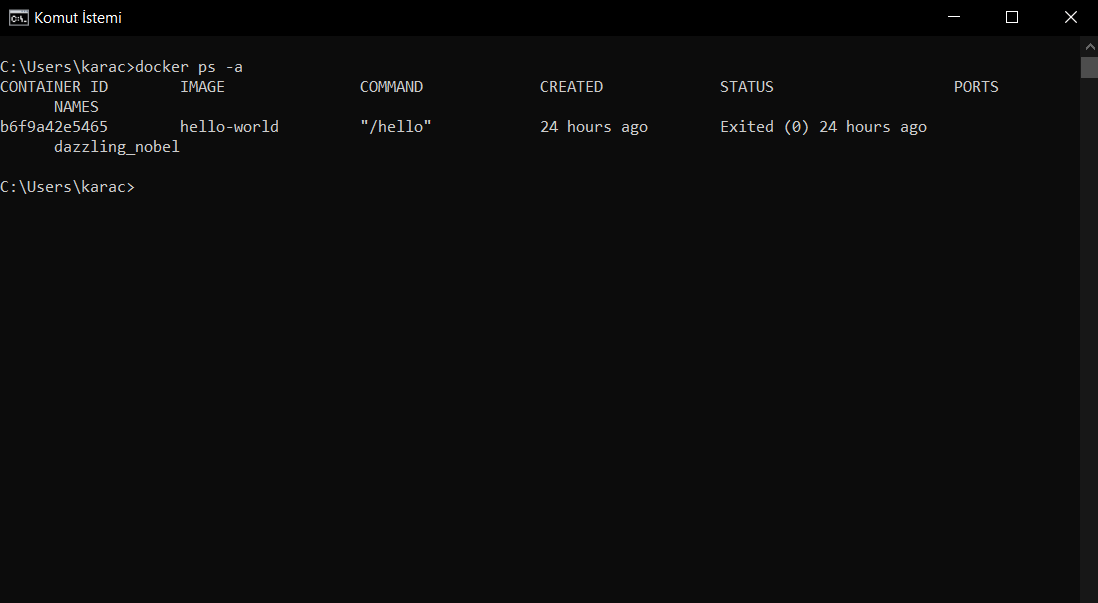 Komut İstemi
C:\Users\karac>docker ps -a
CONTAINER ID        IMAGE               COMMAND             CREATED             STATUS                    PORTS
      NAMES
b6f9a42e5465        hello-world         "/hello"            24 hours ago        Exited (0) 24 hours ago
      dazzling_nobel
C:\Users\karac>